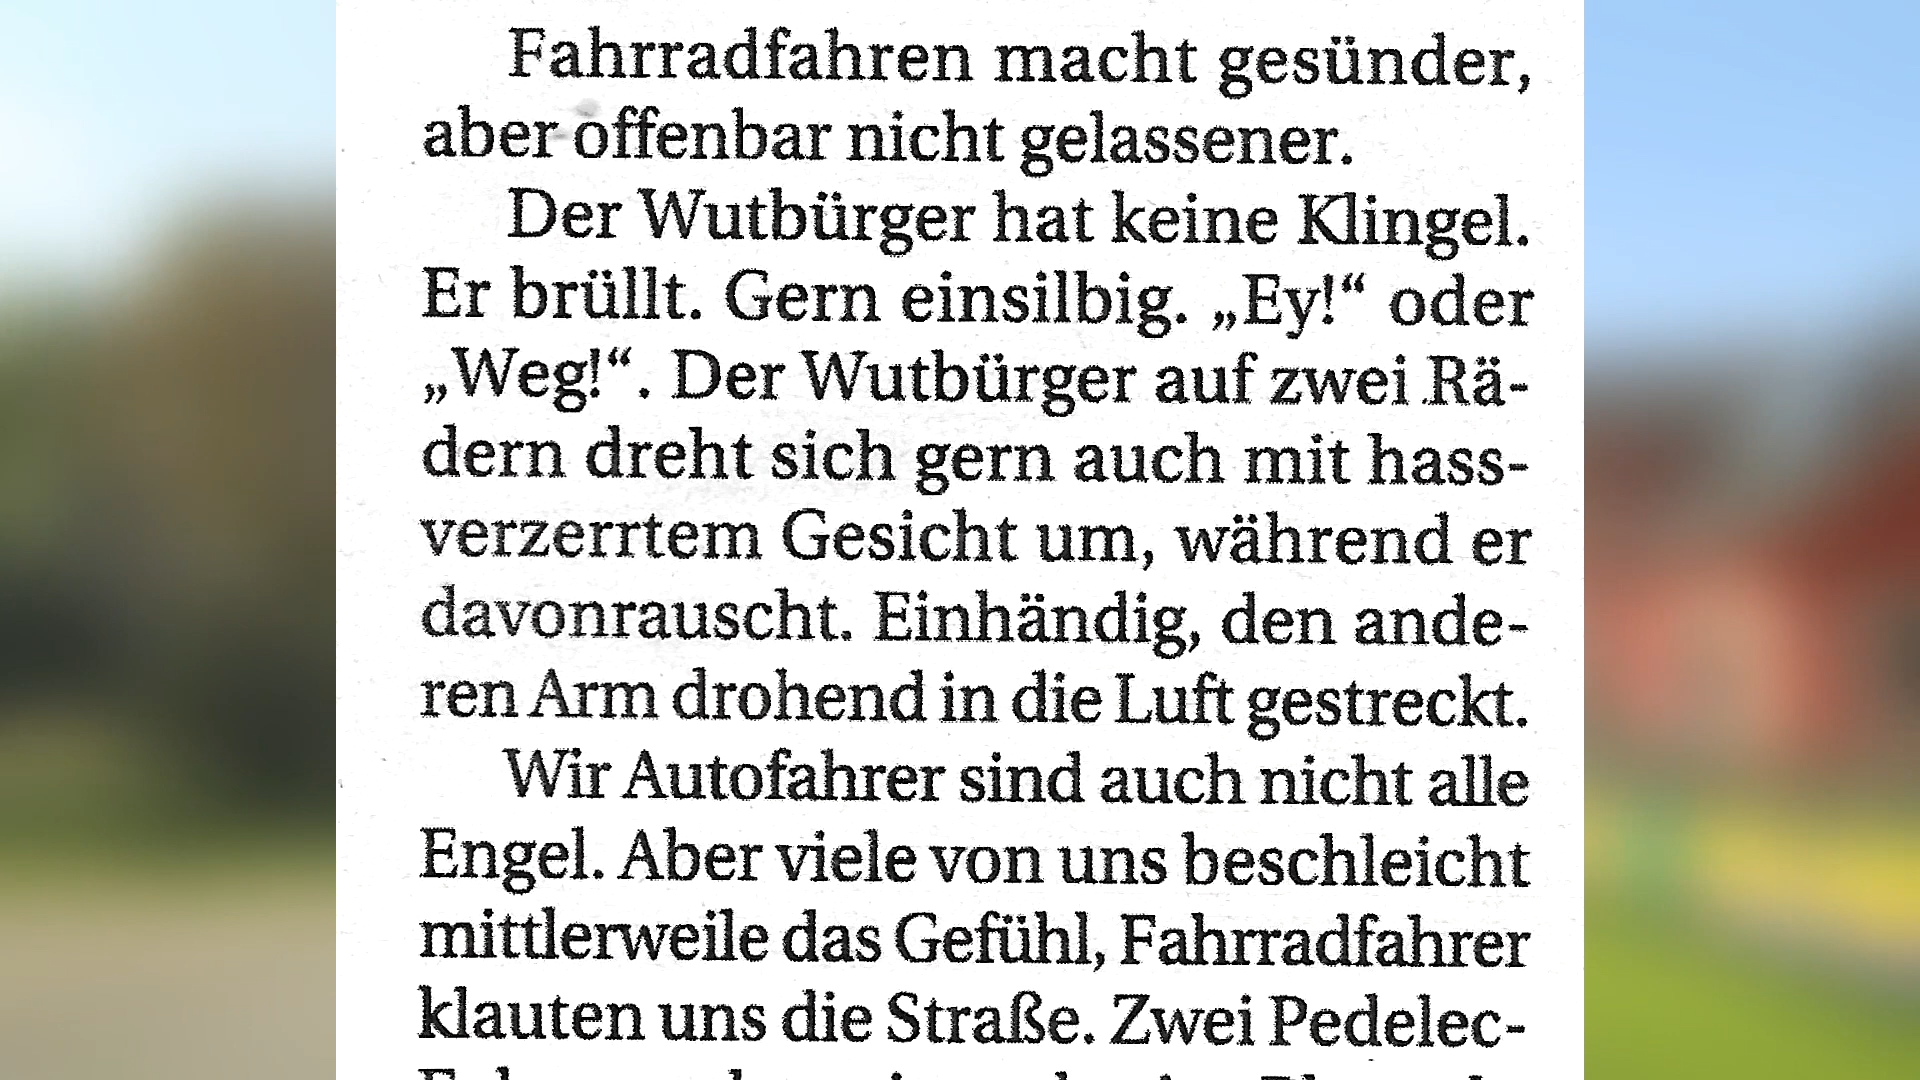 Fahrradfahren macht gesünder,
aber offenbar nicht gelassener.
Der Wutbürger hat keine Klingel.
Er brüllt. Gern einsilbig. „Ey!“ oder
„Weg!“. Der Wutbürger auf zwei Rä-
dern dreht sich gern auch mit hass-
verzerrtem Gesicht um, während er
davonrauscht. Einhändig, den ande-
ren Arm drohend in die Luft gestreckt.
Wir Autofahrer sind auch nicht alle
Engel. Aber viele von uns beschleicht
mittlerweile das Gefühl, Fahrradfahrer
klauten uns die Straße. Zwei Pedelec-